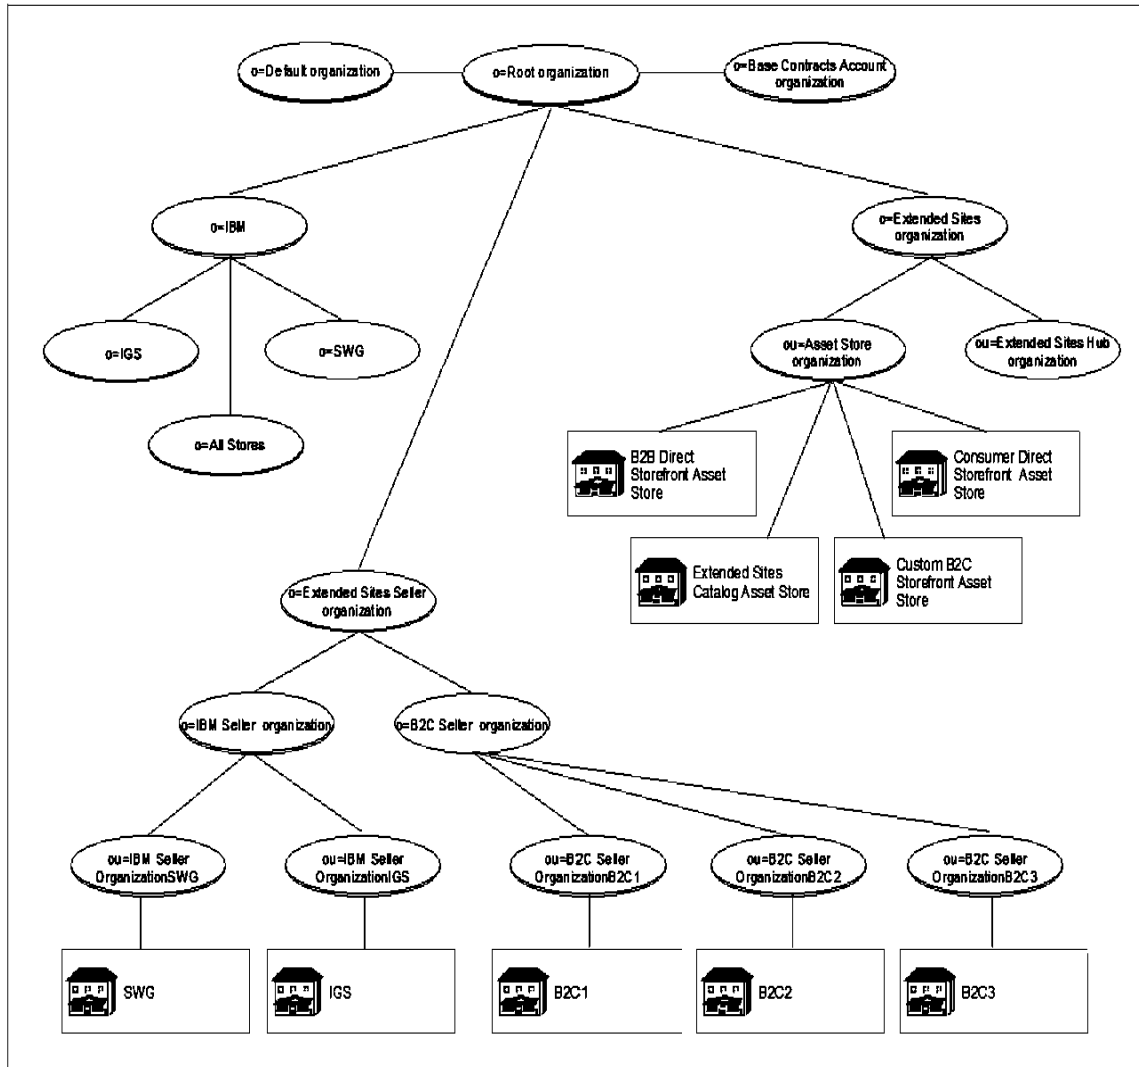 o=Default organization
o=Root organization
o=Base Contracts Account
organization
o=IBM
o=Extended Sites
organization
o=IGS
o=SWG
ou=Asset Store
organization
ou=Extended Sites Hub
organization
o=All Stores
B2B Direct
Storefront Asset
Store
Consumer Direct
Storefront Asset
Store
Extended Sites
Catalog Asset Store
Custom B2C
Storefront Asset
Store
o=Extended Sites Seller
organization
o=IBM Seller organization
o=B2C Seller organization
ou=IBM Seller
OrganizationSWG
ou=IBM Seller
OrganizationIGS
ou=B2C Seller
OrganizationB2C1
ou=B2C Seller
OrganizationB2C2
ou=B2C Seller
OrganizationB2C3
SWG
IGS
B2C1
B2C2
B2C3